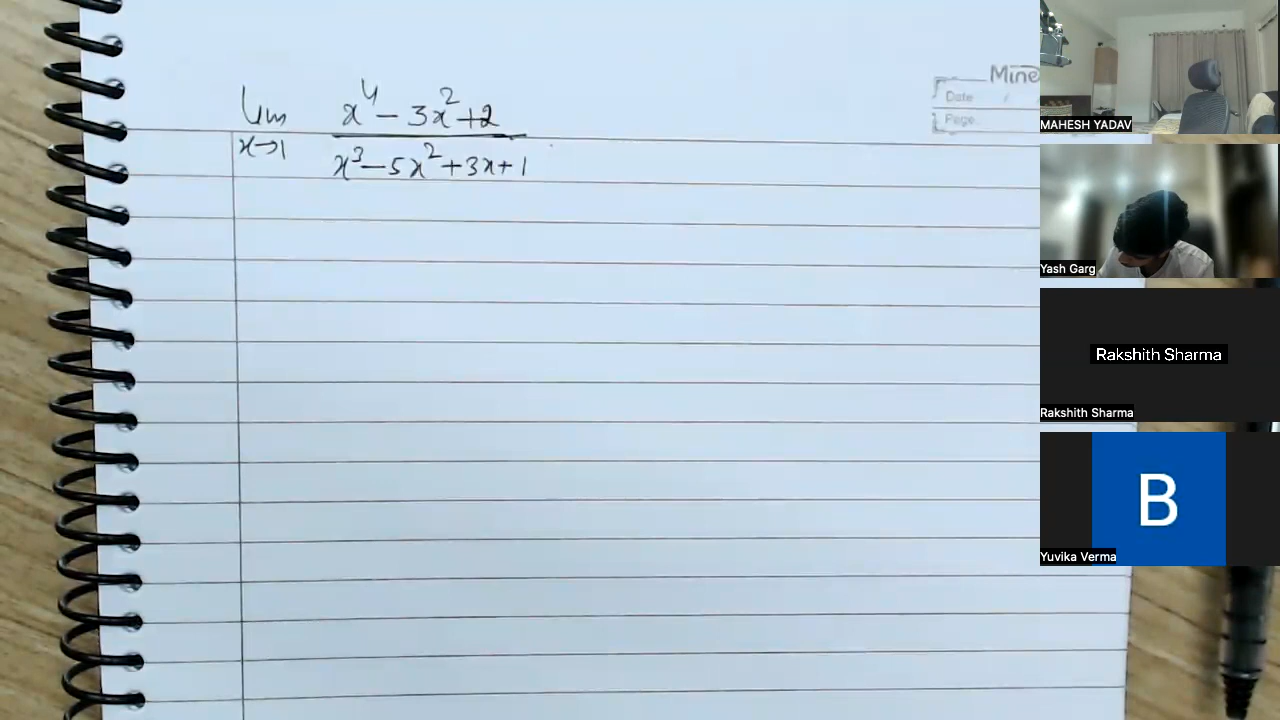 lim x→1 (x⁴ - 3x² + 2) / (x³ - 5x² + 3x + 1)
Mine
Date /
Page
MAHESH YADAV
Yash Garg
Rakshith Sharma
Rakshith Sharma
B
Yuvika Verma